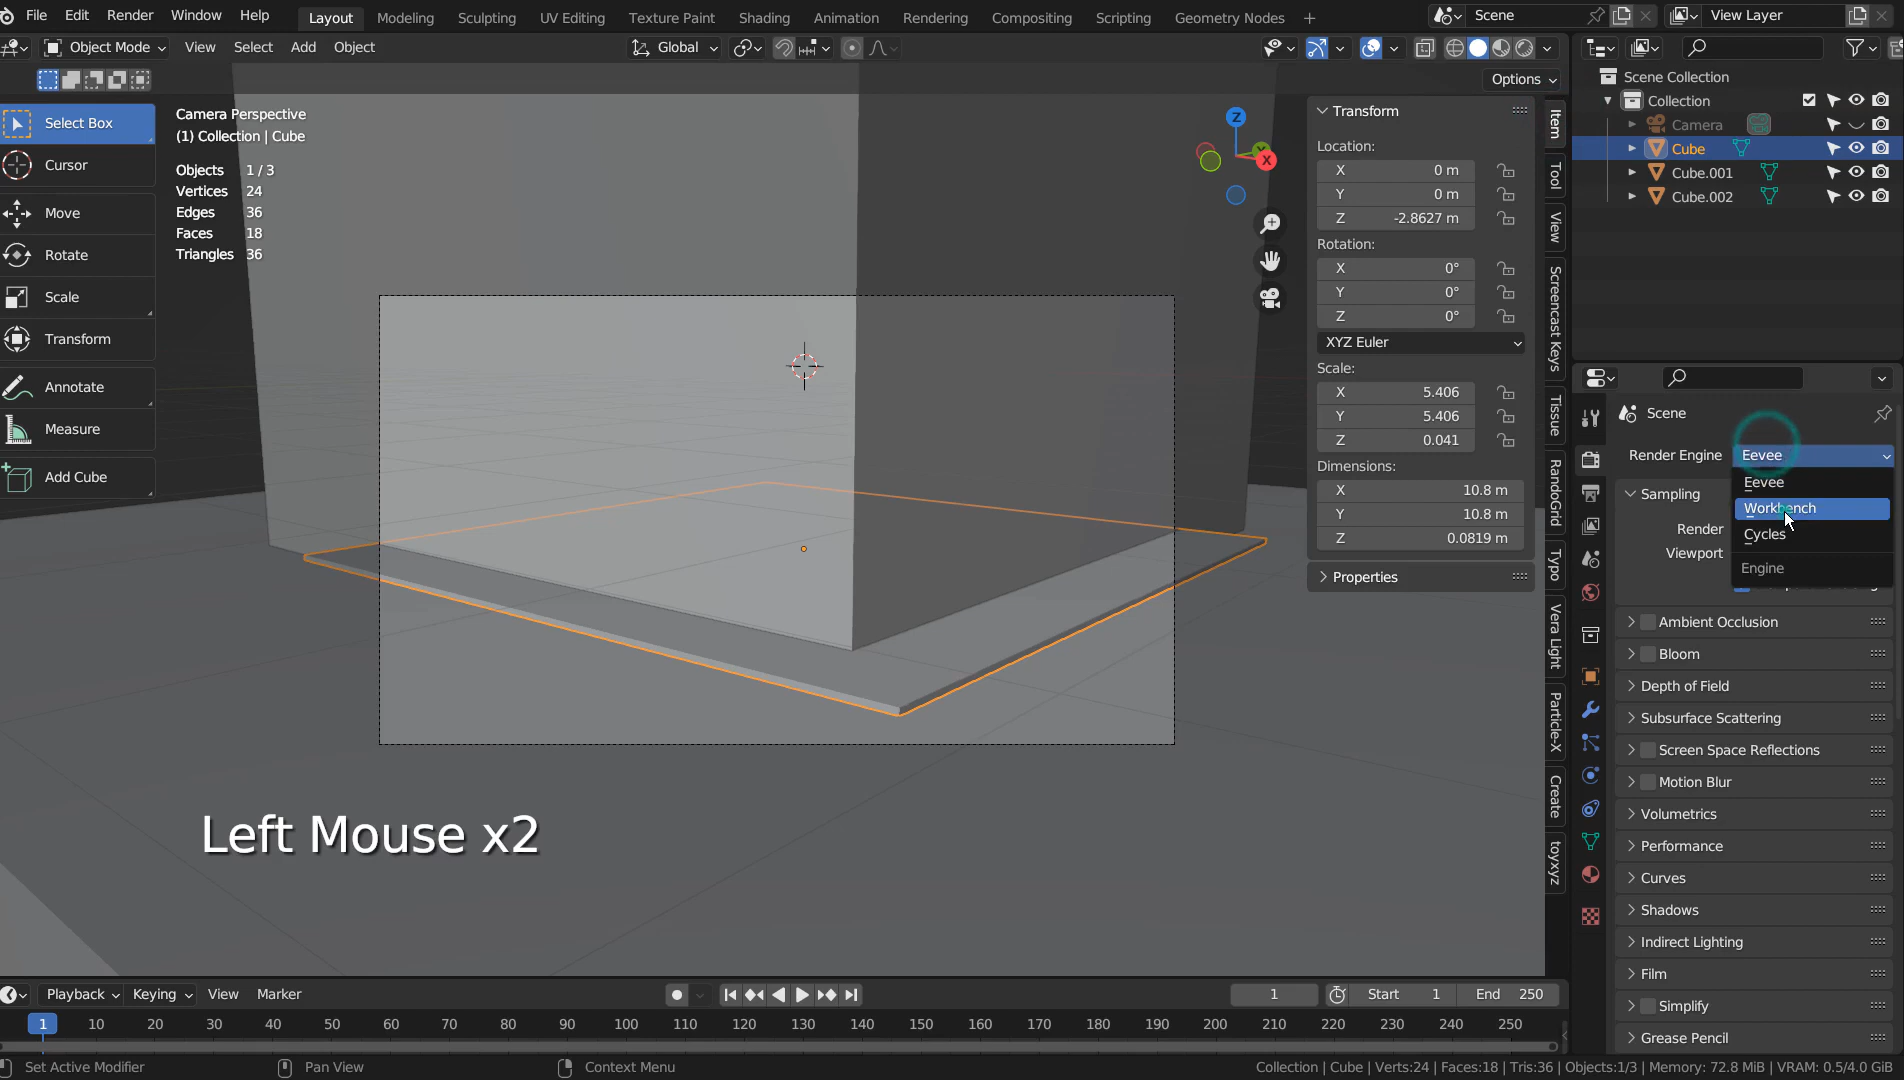 File Edit Render Window Help Layout Modeling Sculpting UV Editing Texture Paint Shading Animation Rendering Compositing Scripting Geometry Nodes + Scene View Layer
Object Mode View Select Add Object Global
Options
Select Box
Cursor
Move
Rotate
Scale
Transform
Annotate
Measure
Add Cube
Camera Perspective
(1) Collection | Cube
Objects 1 / 3
Vertices 24
Edges 36
Faces 18
Triangles 36
Z
X
Transform
Location:
X 0 m
Y 0 m
Z -2.8627 m
Rotation:
X 0°
Y 0°
Z 0°
XYZ Euler
Scale:
X 5.406
Y 5.406
Z 0.041
Dimensions:
X 10.8 m
Y 10.8 m
Z 0.0819 m
Properties
Item
Tool
View
Screencast Keys
Tissue
RandoGrid
Typo
Vera Light
Particle-X
Create
toyxyz
Scene Collection
Collection
Camera
Cube
Cube.001
Cube.002
Scene
Render Engine Eevee
Eevee
Workbench
Cycles
Engine
Sampling
Render
Viewport
Ambient Occlusion
Bloom
Depth of Field
Subsurface Scattering
Screen Space Reflections
Motion Blur
Volumetrics
Performance
Curves
Shadows
Indirect Lighting
Film
Simplify
Grease Pencil
Left Mouse x2
Playback Keying View Marker 1 Start 1 End 250
1 10 20 30 40 50 60 70 80 90 100 110 120 130 140 150 160 170 180 190 200 210 220 230 240 250
Set Active Modifier Pan View Context Menu Collection | Cube | Verts:24 | Faces:18 | Tris:36 | Objects:1/3 | Memory: 72.8 MiB | VRAM: 0.5/4.0 GiB